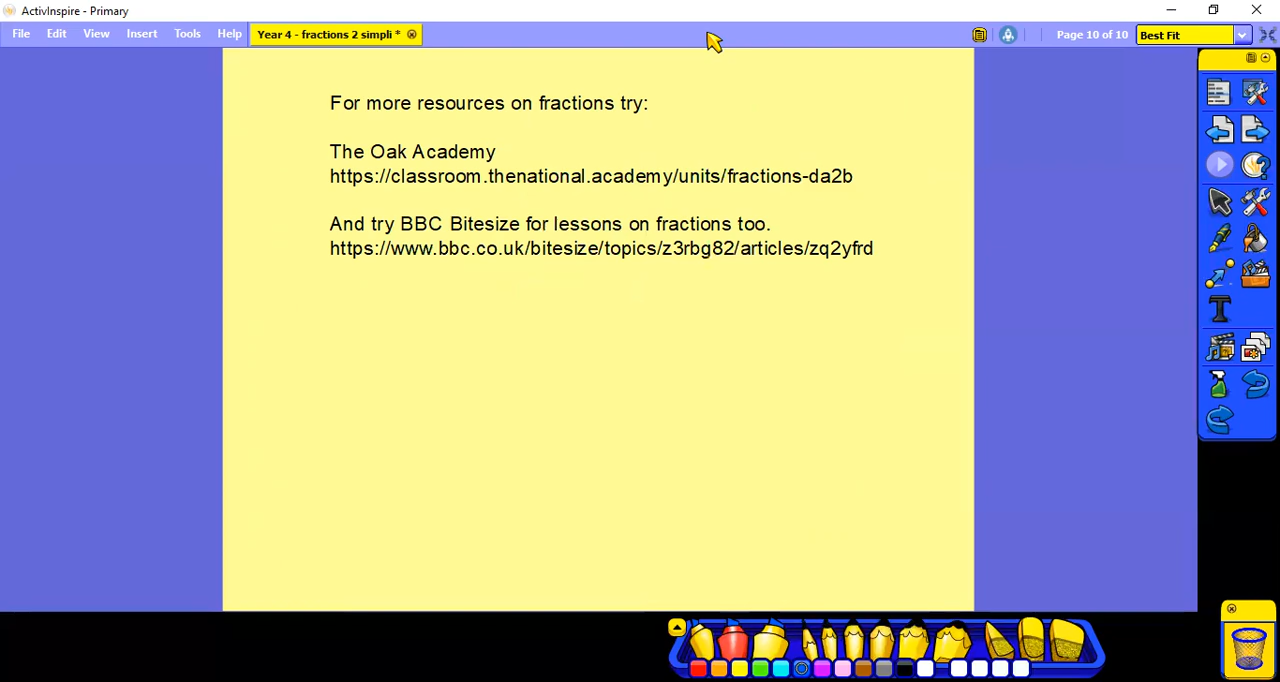 ActivInspire - Primary
File Edit View Insert Tools Help Year 4 - fractions 2 simpli * Page 10 of 10 Best Fit
For more resources on fractions try:
The Oak Academy
https://classroom.thenational.academy/units/fractions-da2b
And try BBC Bitesize for lessons on fractions too.
https://www.bbc.co.uk/bitesize/topics/z3rbg82/articles/zq2yfrd